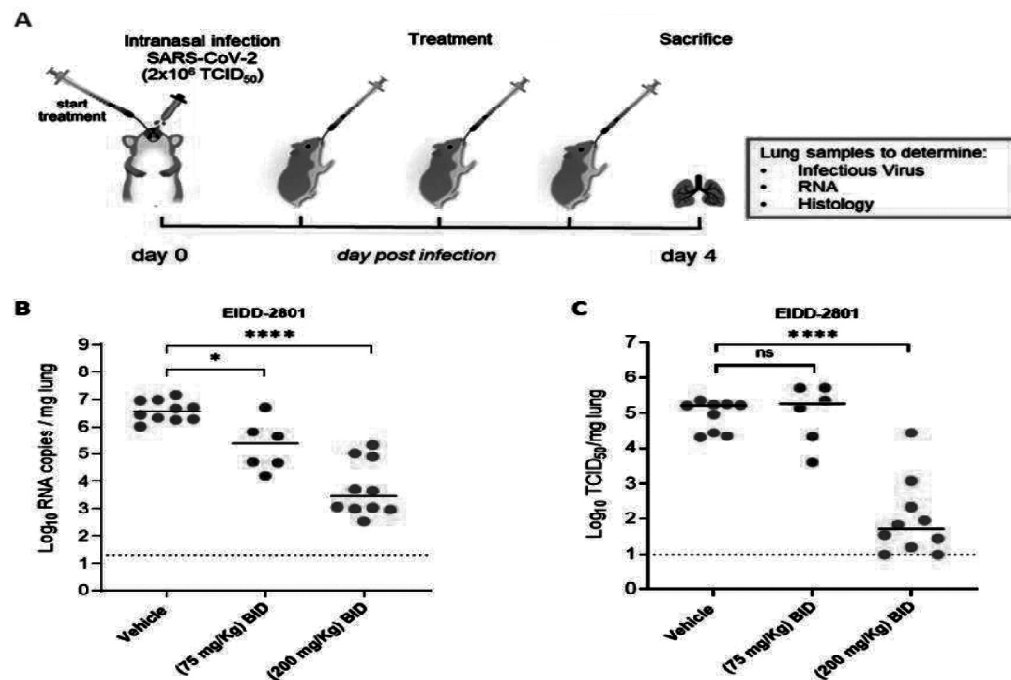 A
Intranasal infection
SARS-CoV-2
(2x10⁶ TCID₅₀)
Treatment
Sacrifice
start
treatment
Lung samples to determine:
• Infectious Virus
• RNA
• Histology
day 0
day post infection
day 4
B
EIDD-2801
****
*
9
8
7
6
5
4
3
2
1
0
Log₁₀ RNA copies / mg lung
Vehicle
(75 mg/Kg) BID
(200 mg/Kg) BID
C
EIDD-2801
****
ns
7
6
5
4
3
2
1
0
Log₁₀ TCID₅₀/mg lung
Vehicle
(75 mg/Kg) BID
(200 mg/Kg) BID